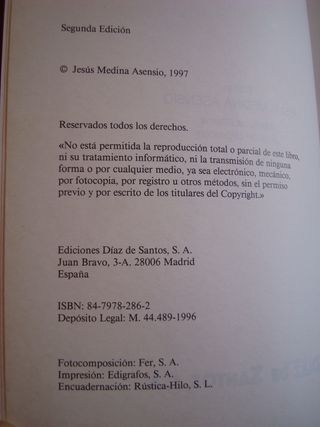 Segunda Edición
© Jesús Medina Asensio, 1997
Reservados todos los derechos.
«No está permitida la reproducción total o parcial de este libro,
ni su tratamiento informático, ni la transmisión de ninguna
forma o por cualquier medio, ya sea electrónico, mecánico,
por fotocopia, por registro u otros métodos, sin el permiso
previo y por escrito de los titulares del Copyright.»
Ediciones Díaz de Santos, S. A.
Juan Bravo, 3-A. 28006 Madrid
España
ISBN: 84-7978-286-2
Depósito Legal: M. 44.489-1996
Fotocomposición: Fer, S. A.
Impresión: Edigrafos, S. A.
Encuadernación: Rústica-Hilo, S. L.